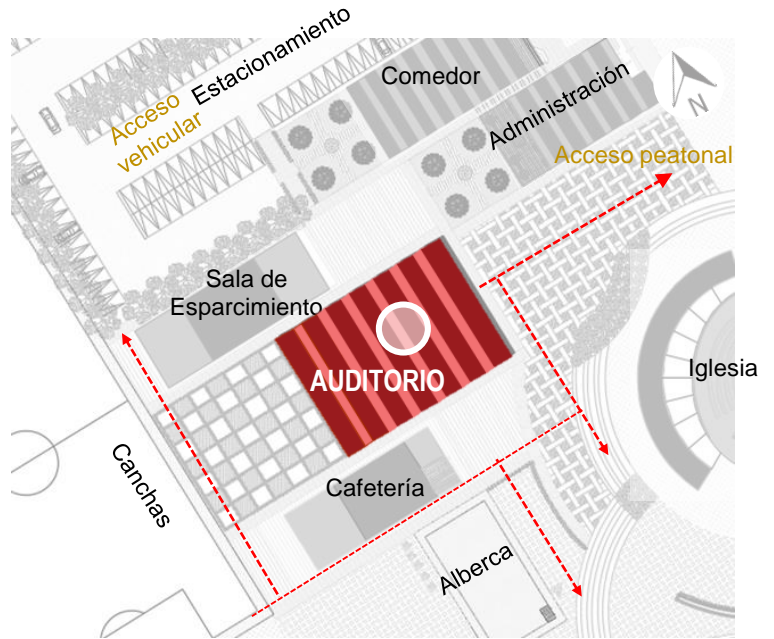 Estacionamiento
Comedor
Acceso
vehicular
Administración
N
Acceso peatonal
Sala de
Esparcimiento
Iglesia
AUDITORIO
Canchas
Cafetería
Alberca